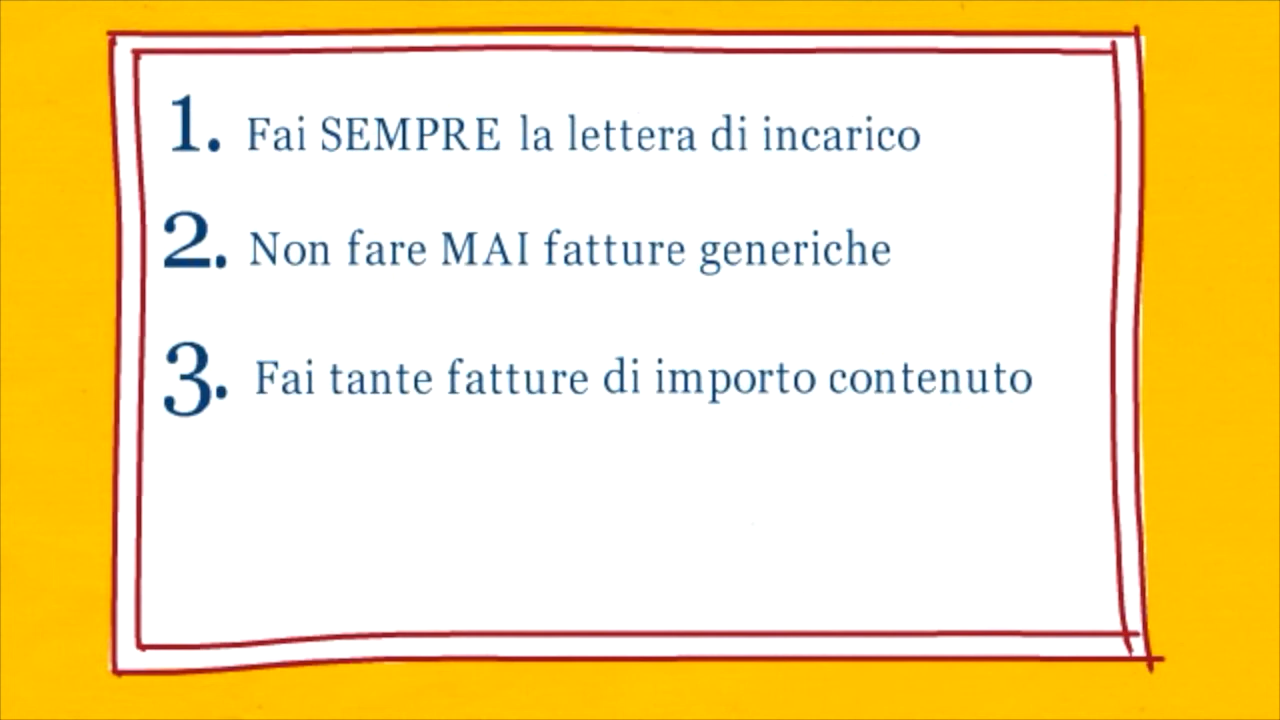 1. Fai SEMPRE la lettera di incarico
2. Non fare MAI fatture generiche
3. Fai tante fatture di importo contenuto